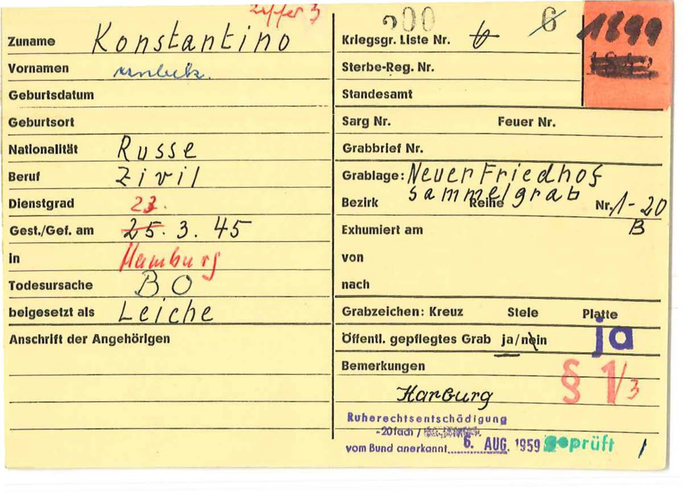 Ziffer 3
Zuname Konstantino
Vornamen unbek.
Geburtsdatum
Geburtsort
Nationalität Russe
Beruf Zivil
Dienstgrad
23.
Gest./Gef. am 25. 3. 45
in Hamburg
Todesursache BO
beigesetzt als Leiche
Anschrift der Angehörigen
200 6
1899
Kriegsgr. Liste Nr. 6
Sterbe-Reg. Nr.
Standesamt
Sarg Nr. Feuer Nr.
Grabbrief Nr.
Grablage: Neuer Friedhof
Sammelgrab
Bezirk Reihe Nr. 1-20
B
Exhumiert am
von
nach
Grabzeichen: Kreuz Stele Platte
Öffentl. gepflegtes Grab ja/nein ja
Bemerkungen § 1/3
Harburg
Ruherechtsentschädigung
-20fach /
vom Bund anerkannt 6. AUG. 1959 geprüft 1